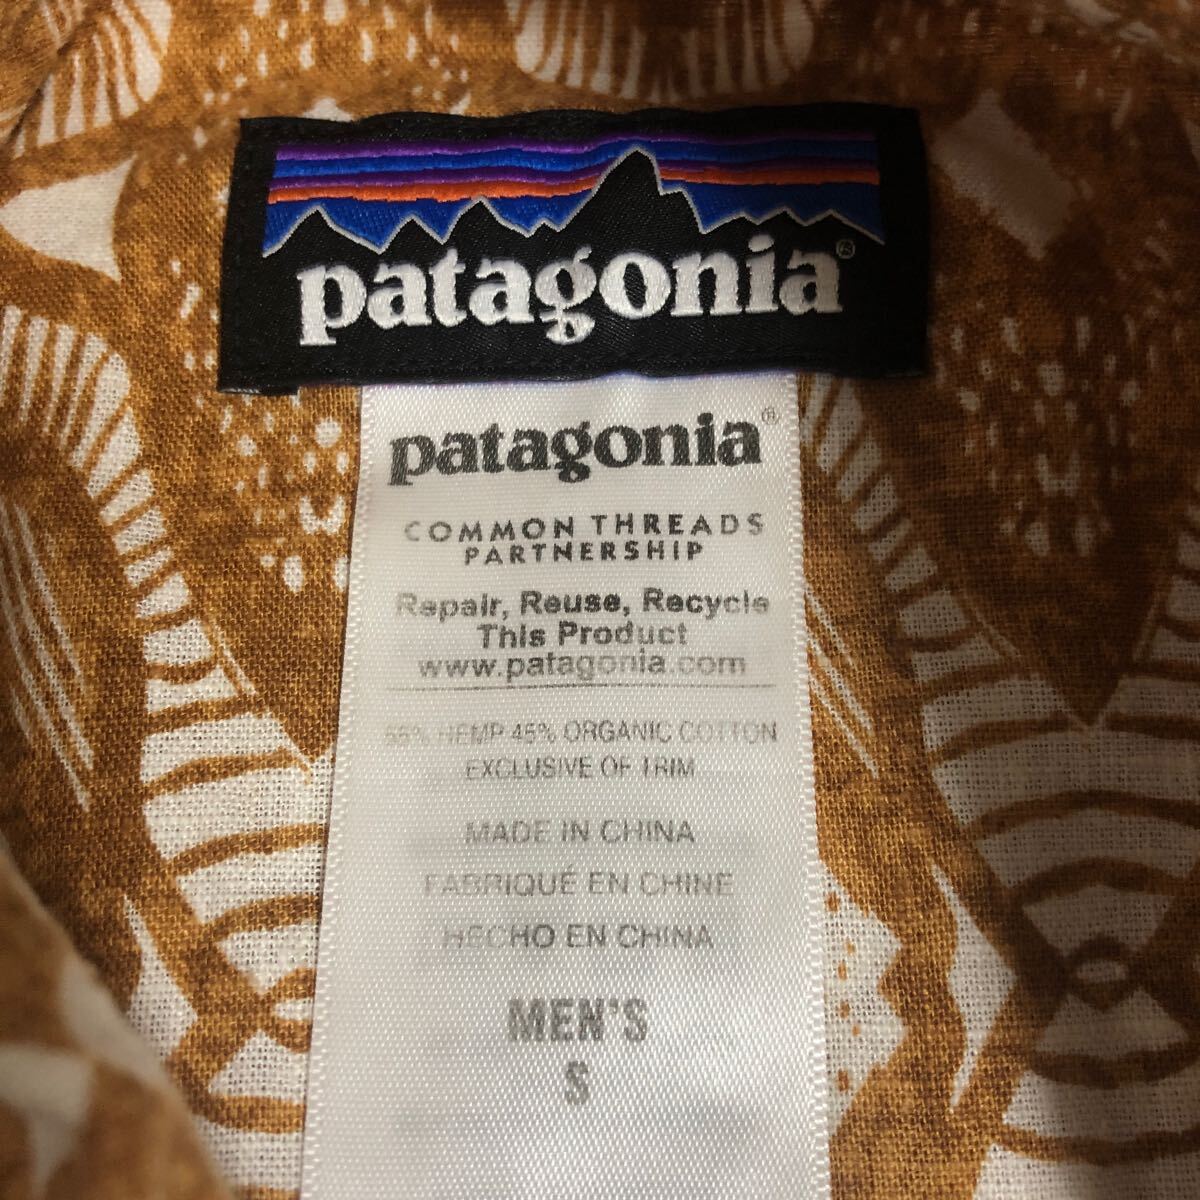 patagonia®
patagonia®
COMMON THREADS
PARTNERSHIP
Repair, Reuse, Recycle
This Product
www.patagonia.com
55% HEMP 45% ORGANIC COTTON
EXCLUSIVE OF TRIM
MADE IN CHINA
FABRIQUÉ EN CHINE
HECHO EN CHINA
MEN'S
S